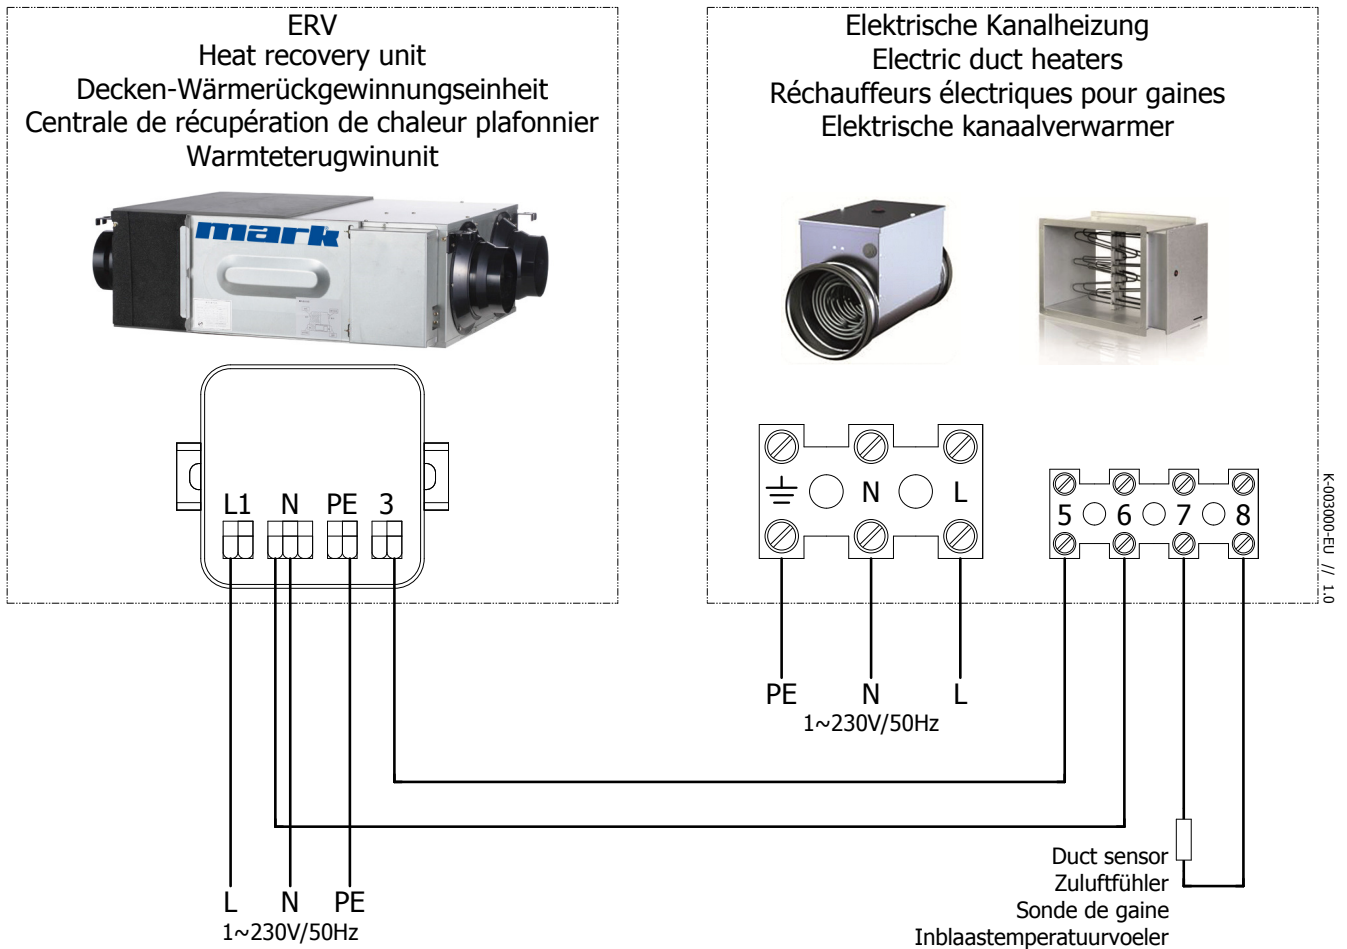 ERV
Heat recovery unit
Decken-Wärmerückgewinnungseinheit
Centrale de récupération de chaleur plafonnier
Warmteterugwinunit
mark
L1 N PE 3
L N PE
1~230V/50Hz
Elektrische Kanalheizung
Electric duct heaters
Réchauffeurs électriques pour gaines
Elektrische kanaalverwarmer
N L
5 6 7 8
PE N L
1~230V/50Hz
Duct sensor
Zuluftfühler
Sonde de gaine
Inblaastemperatuurvoeler
K-003000-EU // 1.0